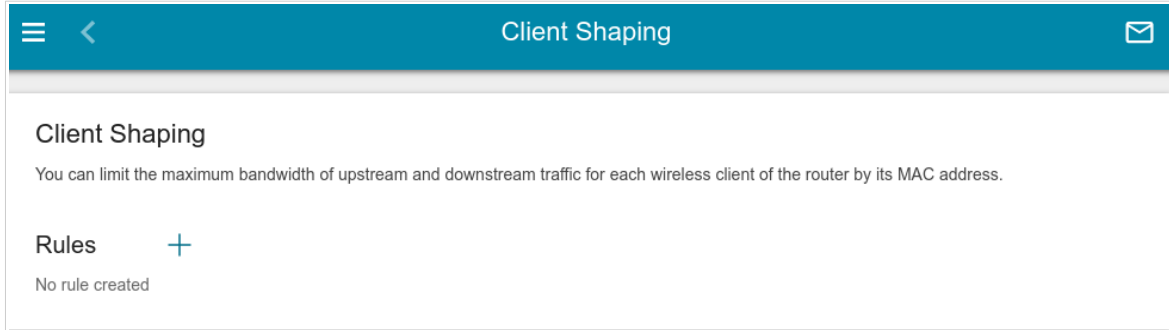 Client Shaping
Client Shaping
You can limit the maximum bandwidth of upstream and downstream traffic for each wireless client of the router by its MAC address.
Rules
No rule created